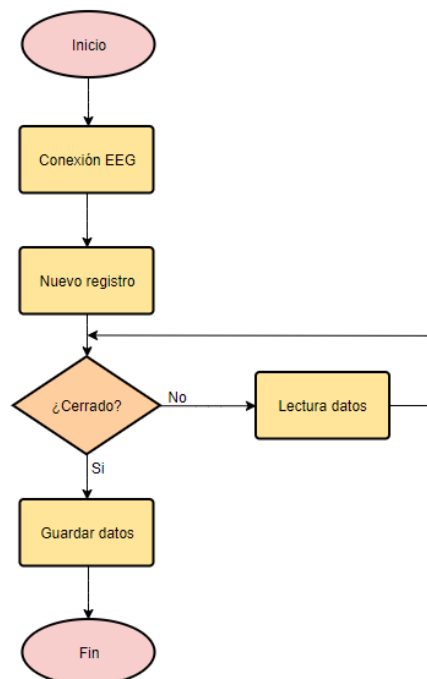 Inicio
Conexión EEG
Nuevo registro
¿Cerrado?
No
Lectura datos
Si
Guardar datos
Fin